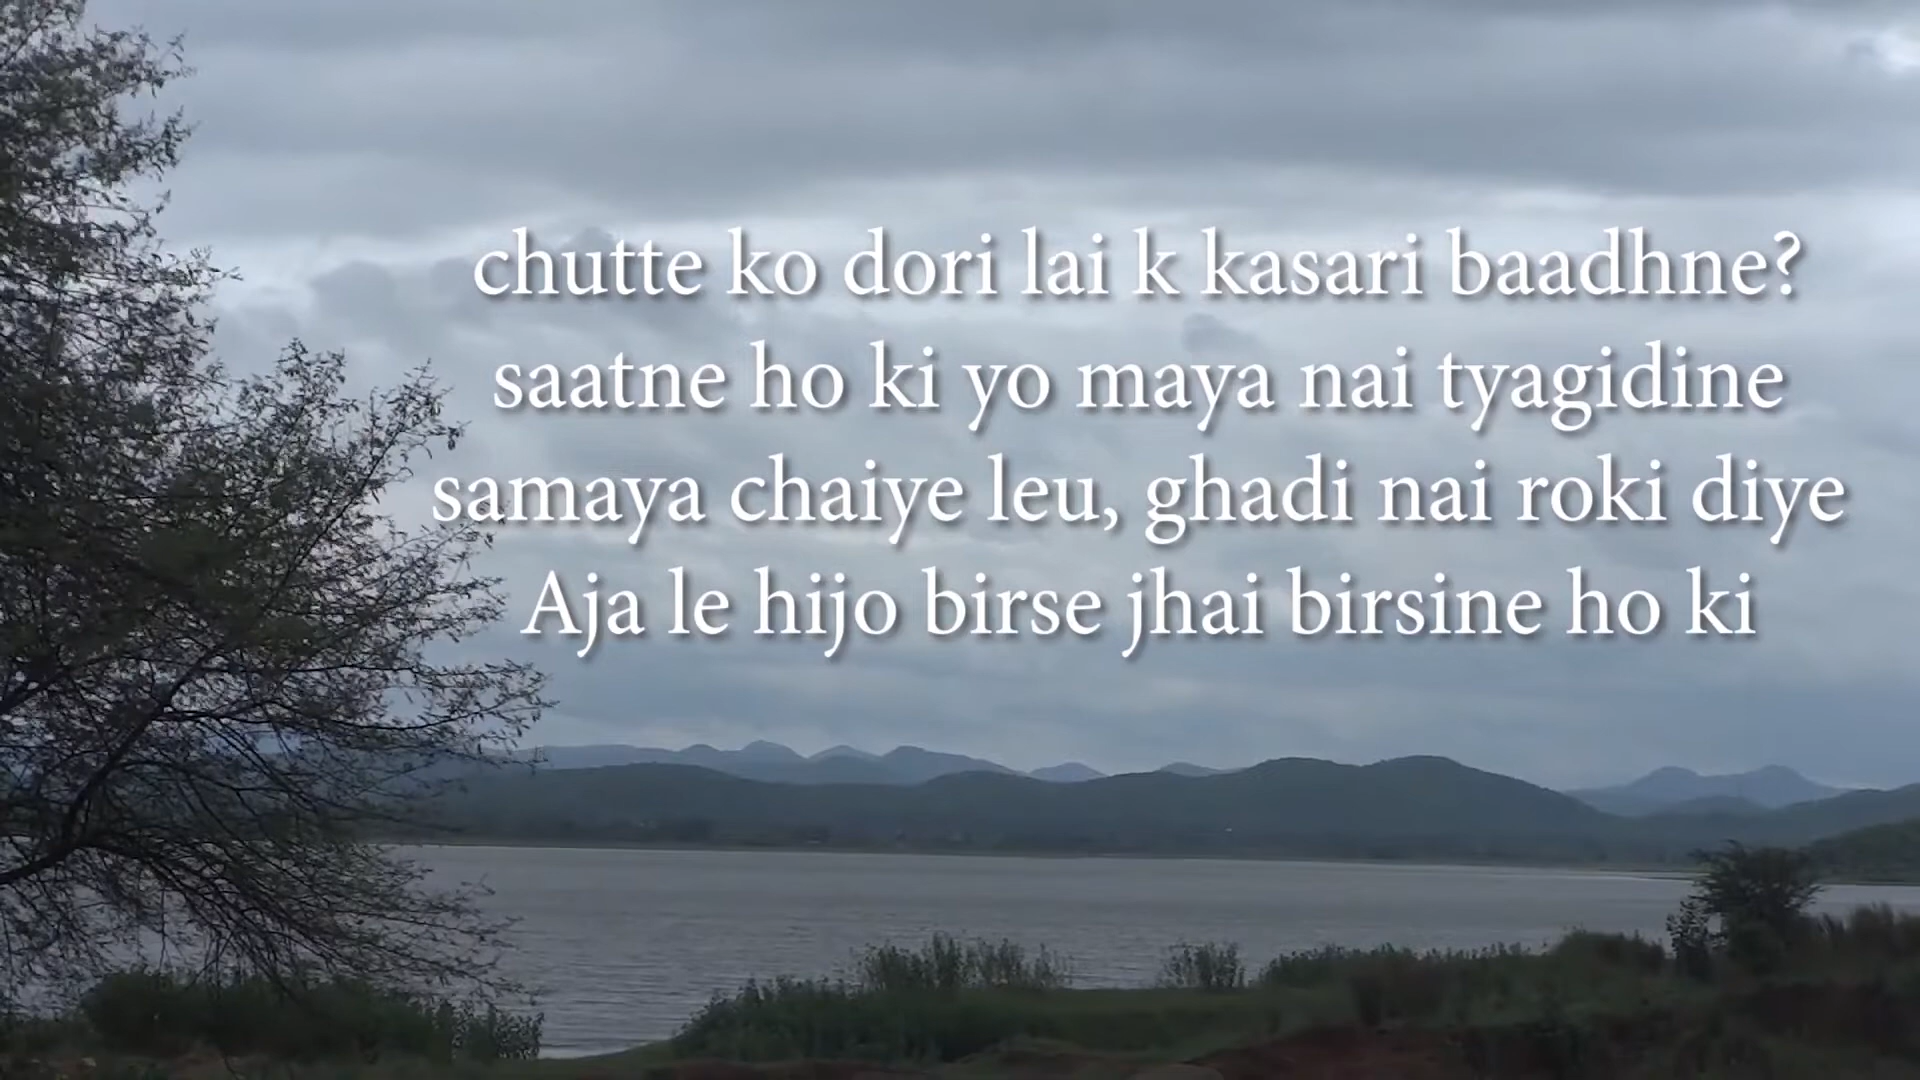 chutte ko dori lai k kasari baadhne?
saatne ho ki yo maya nai tyagidine
samaya chaiye leu, ghadi nai roki diye
Aja le hijo birse jhai birsine ho ki